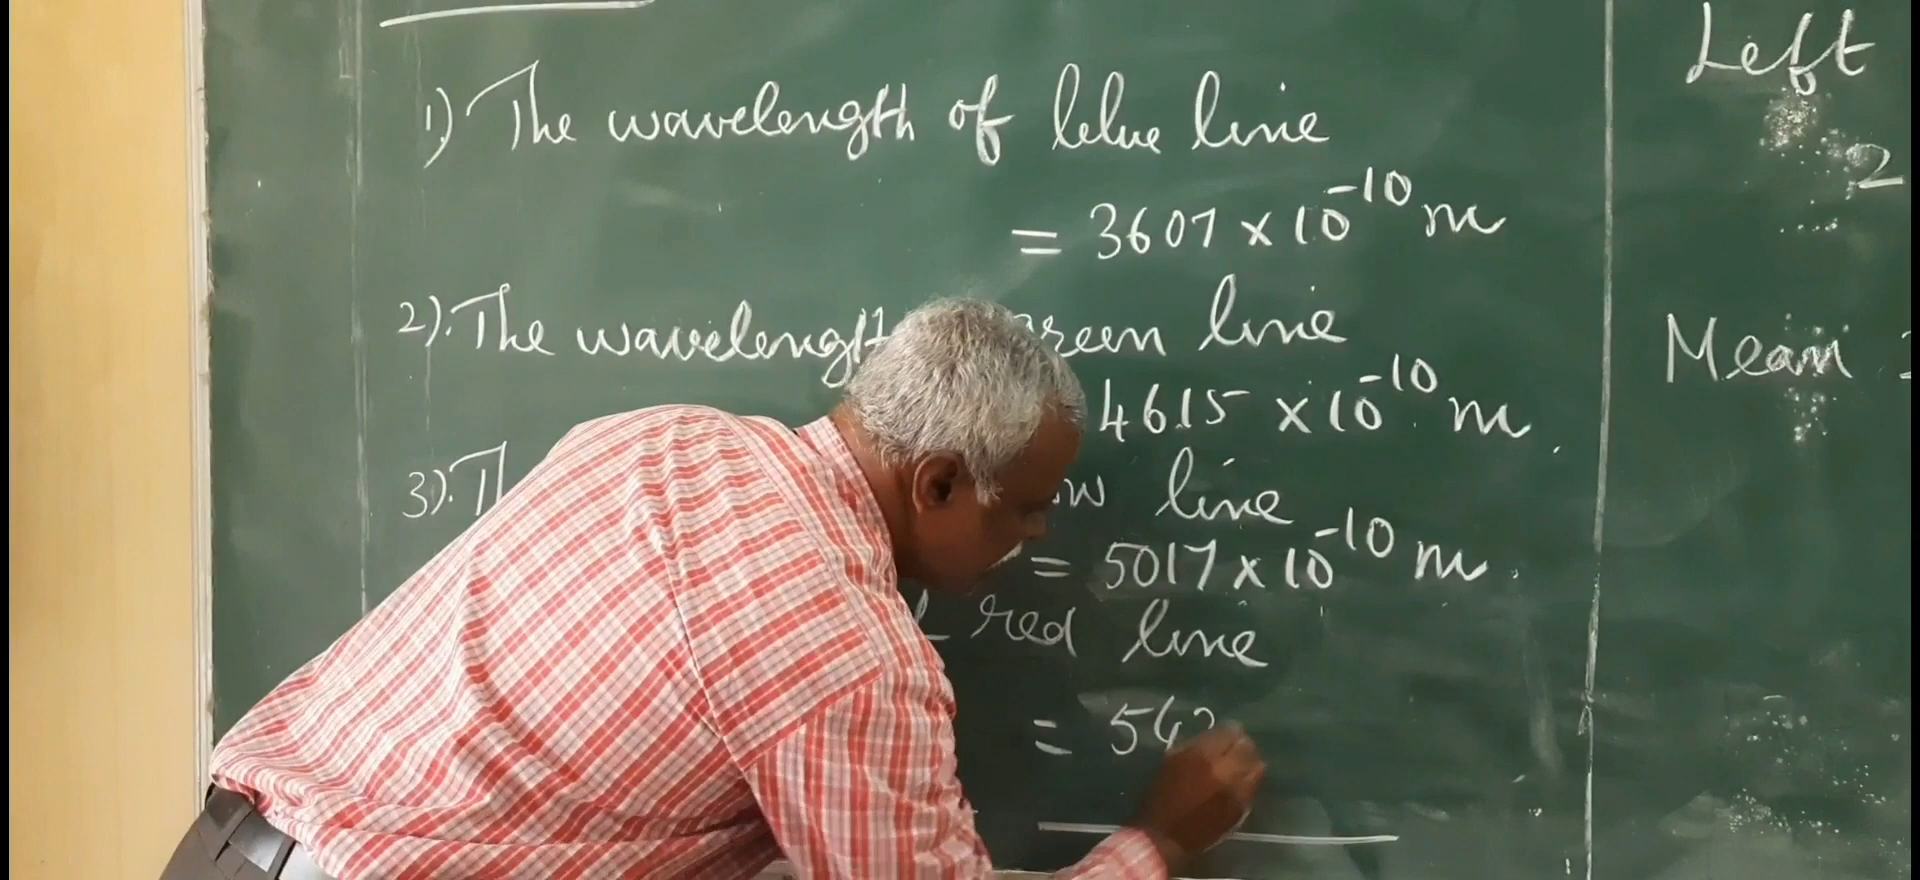 1) The wavelength of blue line
= 3607 × 10⁻¹⁰ m
2). The wavelength green line
4615 × 10⁻¹⁰ m.
3). line
= 5017 × 10⁻¹⁰ m.
red line
= 54
Left
2
Mean